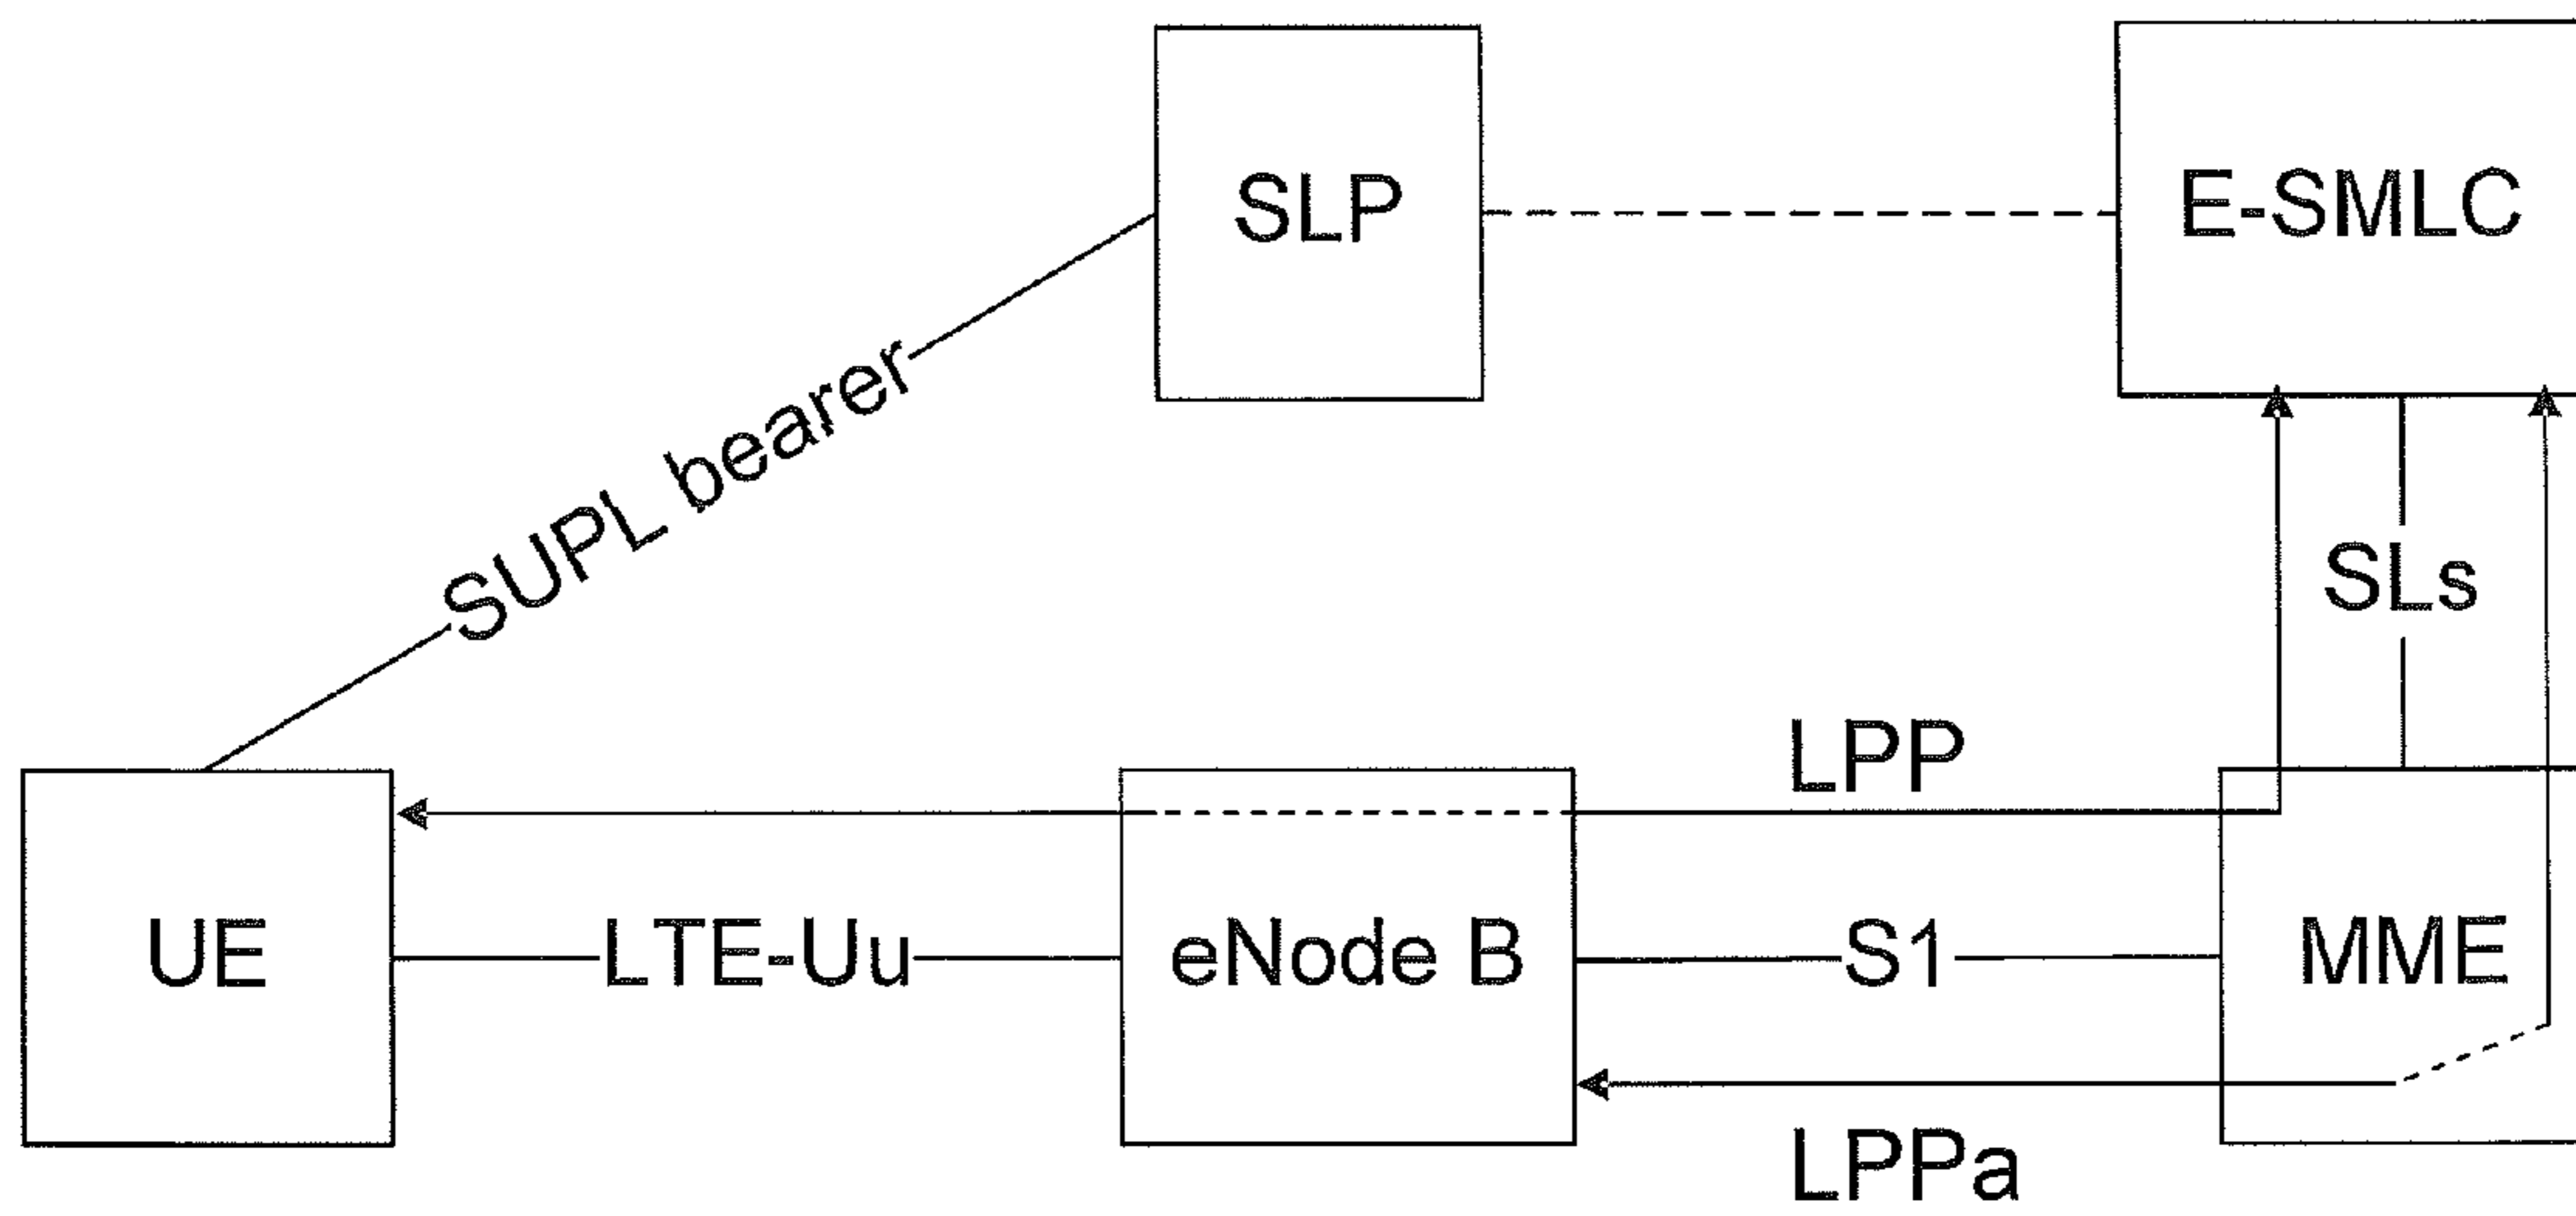 SLP
E-SMLC
SUPL bearer
SLs
LPP
UE
LTE-Uu
eNode B
S1
MME
LPPa